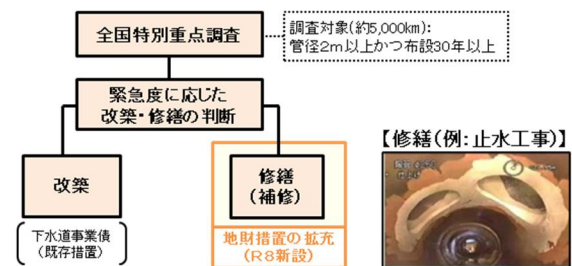 全国特別重点調査
調査対象(約5,000km):
管径2m以上かつ布設30年以上
緊急度に応じた
改築・修繕の判断
【修繕(例:止水工事)】
改築
修繕
(補修)
下水道事業債
(既存措置)
地財措置の拡充
(R8新設)